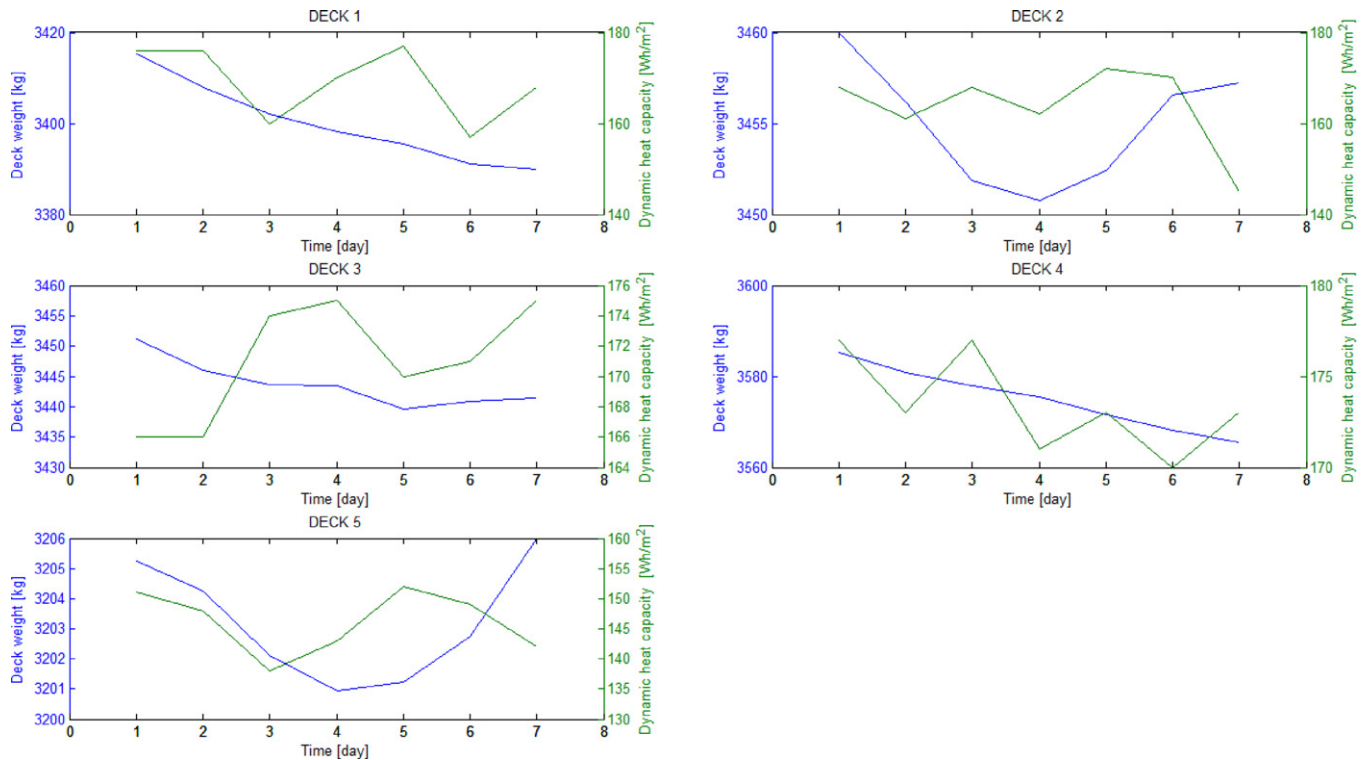 DECK 1
3420
3400
3380
Deck weight [kg]
180
160
140
Dynamic heat capacity [Wh/m²]
0 1 2 3 4 5 6 7 8
Time [day]
DECK 2
3460
3455
3450
Deck weight [kg]
180
160
140
Dynamic heat capacity [Wh/m²]
0 1 2 3 4 5 6 7 8
Time [day]
DECK 3
3460
3455
3450
3445
3440
3435
3430
Deck weight [kg]
176
174
172
170
168
166
164
Dynamic heat capacity [Wh/m²]
0 1 2 3 4 5 6 7 8
Time [day]
DECK 4
3600
3580
3560
Deck weight [kg]
180
175
170
Dynamic heat capacity [Wh/m²]
0 1 2 3 4 5 6 7 8
Time [day]
DECK 5
3206
3205
3204
3203
3202
3201
3200
Deck weight [kg]
160
155
150
145
140
135
130
Dynamic heat capacity [Wh/m²]
0 1 2 3 4 5 6 7 8
Time [day]